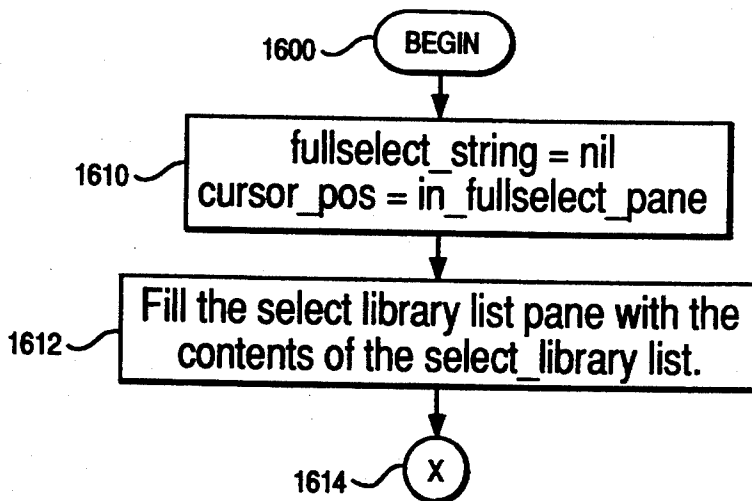 1600
BEGIN
1610
fullselect_string = nil
cursor_pos = in_fullselect_pane
1612
Fill the select library list pane with the
contents of the select_library list.
1614
X